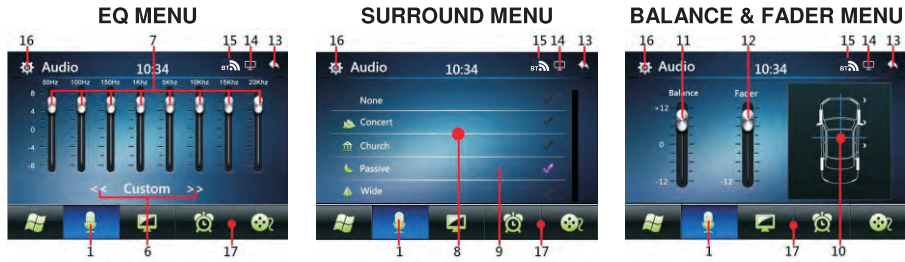 EQ MENU
16 7 15 14 13
Audio 10:34 BT
50Hz 100Hz 150Hz 1Khz 5Khz 10Khz 15Khz 20Khz
8
4
0
-4
-8
<< Custom >>
1 6 17
SURROUND MENU
16 15 14 13
Audio 10:34 BT
None
Concert
Church
Passive
Wide
1 8 9 17
BALANCE & FADER MENU
16 11 12 15 14 13
Audio 10:34 BT
Balance Fader
+12 +12
0 0
-12 -12
1 17 10